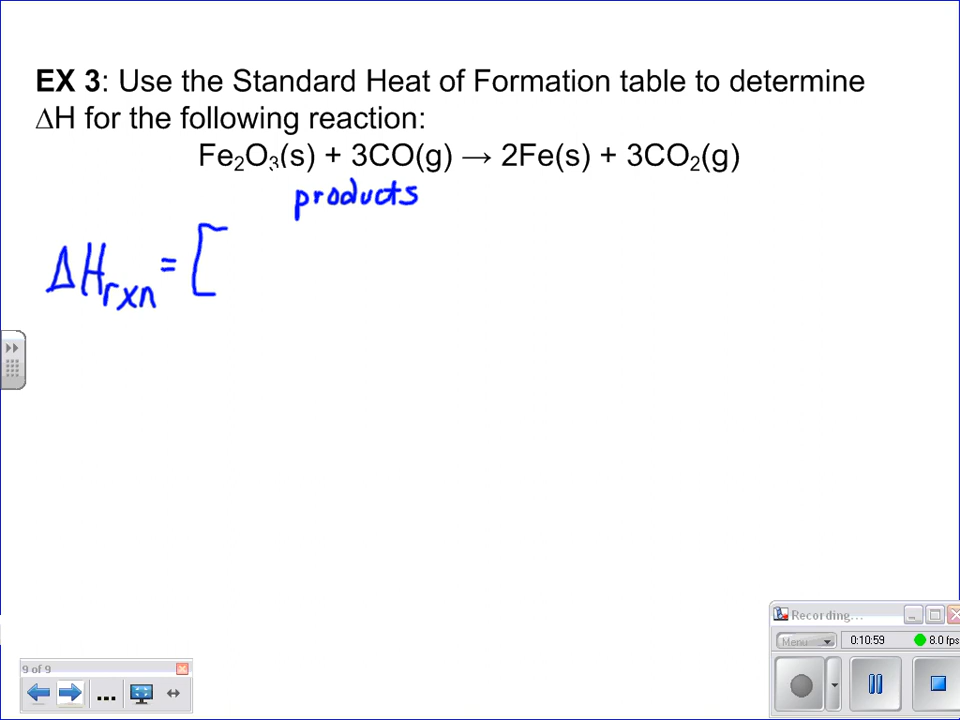 EX 3: Use the Standard Heat of Formation table to determine
∆H for the following reaction:
Fe₂O₃(s) + 3CO(g) → 2Fe(s) + 3CO₂(g)
products
ΔHrxn = [
Recording...
Menu
0:10:59
8.0 fps
9 of 9
...